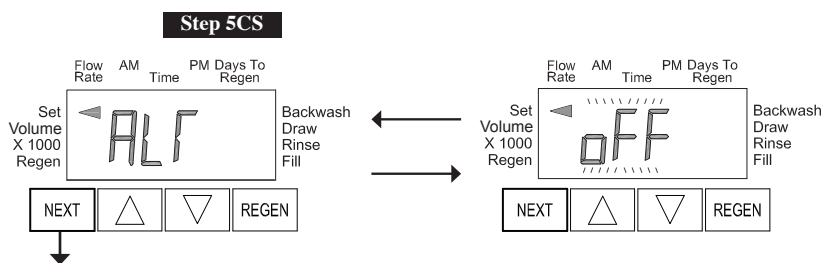 Step 5CS
Flow Rate AM Time PM Days To Regen
Set
Volume
X 1000
Regen
ALT
Backwash
Draw
Rinse
Fill
NEXT REGEN
Flow Rate AM Time PM Days To Regen
Set
Volume
X 1000
Regen
oFF
Backwash
Draw
Rinse
Fill
NEXT REGEN